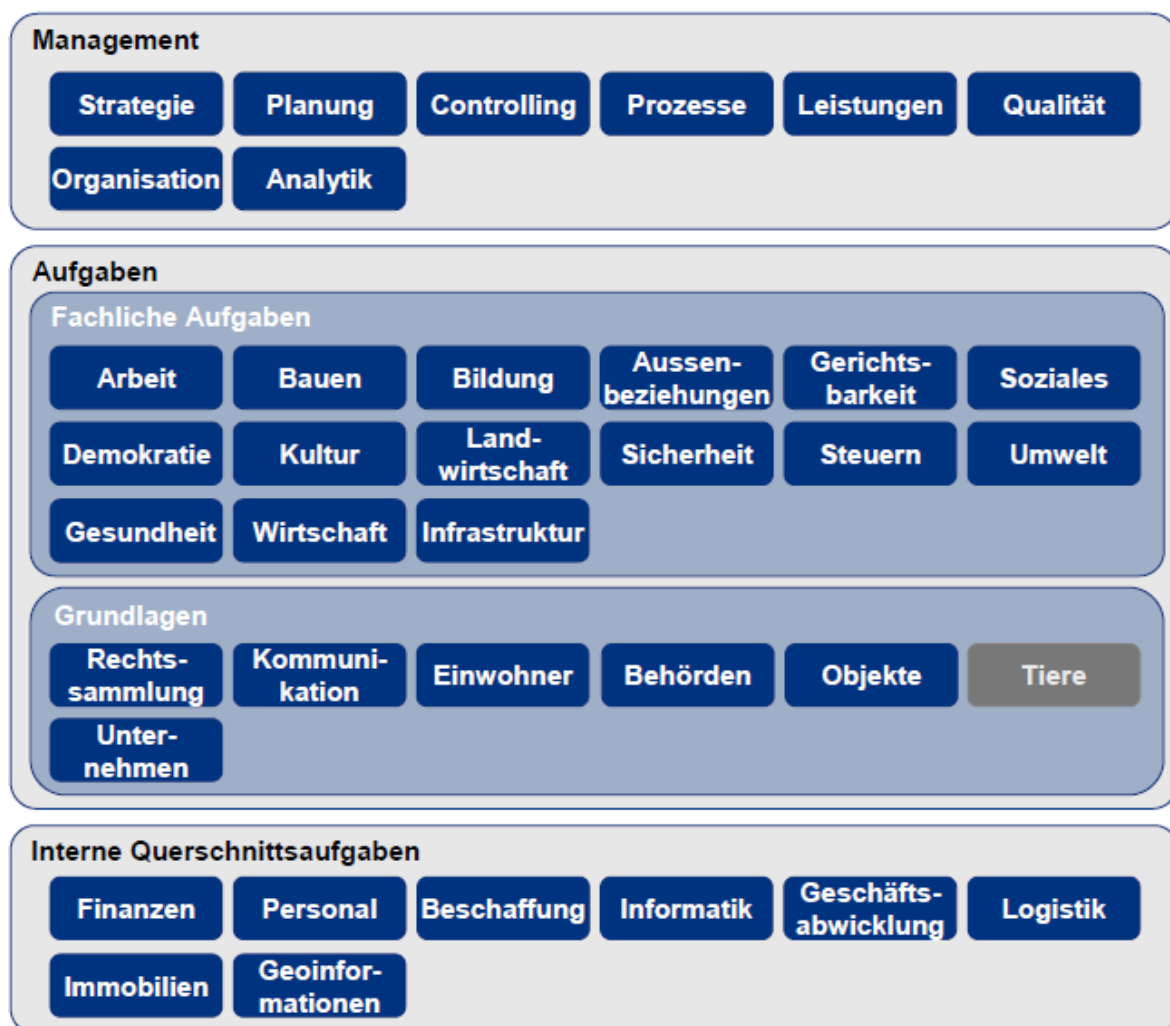 Management
Strategie
Planung
Controlling
Prozesse
Leistungen
Qualität
Organisation
Analytik
Aufgaben
Fachliche Aufgaben
Arbeit
Bauen
Bildung
Aussen-
beziehungen
Gerichts-
barkeit
Soziales
Demokratie
Kultur
Land-
wirtschaft
Sicherheit
Steuern
Umwelt
Gesundheit
Wirtschaft
Infrastruktur
Grundlagen
Rechts-
sammlung
Kommuni-
kation
Einwohner
Behörden
Objekte
Tiere
Unter-
nehmen
Interne Querschnittsaufgaben
Finanzen
Personal
Beschaffung
Informatik
Geschäfts-
abwicklung
Logistik
Immobilien
Geoinfor-
mationen